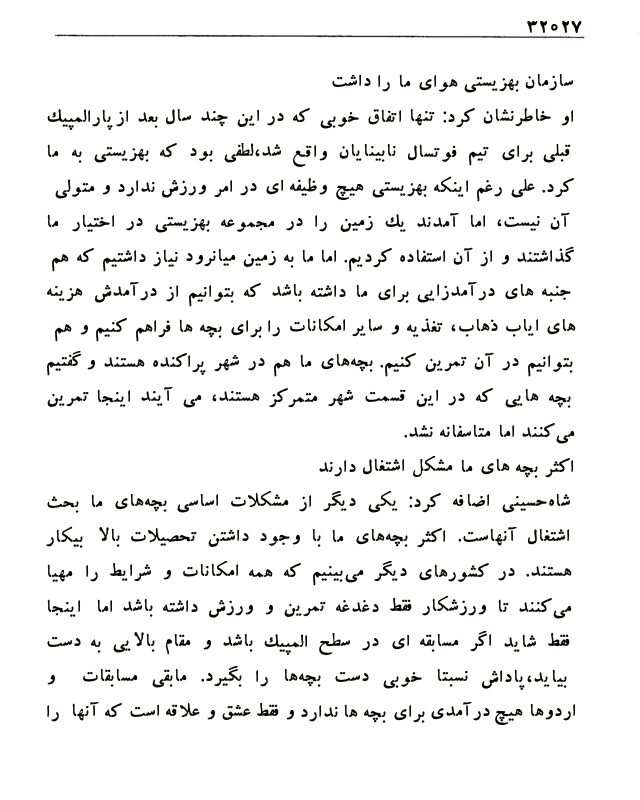 ۳۲۰۲۷
سازمان بهزیستی هوای ما را داشت
او خاطرنشان کرد: تنها اتفاق خوبی که در این چند سال بعد از پارالمپیك
قبلی برای تیم فوتسال نابینایان واقع شد،لطفی بود که بهزیستی به ما
کرد. علی رغم اینکه بهزیستی هیچ وظیفه ای در امر ورزش ندارد و متولی
آن نیست، اما آمدند یك زمین را در مجموعه بهزیستی در اختیار ما
گذاشتند و از آن استفاده کردیم. اما ما به زمین میانرود نیاز داشتیم که هم
جنبه های درآمدزایی برای ما داشته باشد که بتوانیم از درآمدش هزینه
های ایاب ذهاب، تغذیه و سایر امکانات را برای بچه ها فراهم کنیم و هم
بتوانیم در آن تمرین کنیم. بچه‌های ما هم در شهر پراکنده هستند و گفتیم
بچه هایی که در این قسمت شهر متمرکز هستند، می آیند اینجا تمرین
می‌کنند اما متاسفانه نشد.
اکثر بچه های ما مشکل اشتغال دارند
شاه‌حسینی اضافه کرد: یکی دیگر از مشکلات اساسی بچه‌های ما بحث
اشتغال آنهاست. اکثر بچه‌های ما با وجود داشتن تحصیلات بالا بیکار
هستند. در کشورهای دیگر می‌بینیم که همه امکانات و شرایط را مهیا
می‌کنند تا ورزشکار فقط دغدغه تمرین و ورزش داشته باشد اما اینجا
فقط شاید اگر مسابقه ای در سطح المپیك باشد و مقام بالایی به دست
بیاید،پاداش نسبتا خوبی دست بچه‌ها را بگیرد. مابقی مسابقات و
اردوها هیچ درآمدی برای بچه ها ندارد و فقط عشق و علاقه است که آنها را